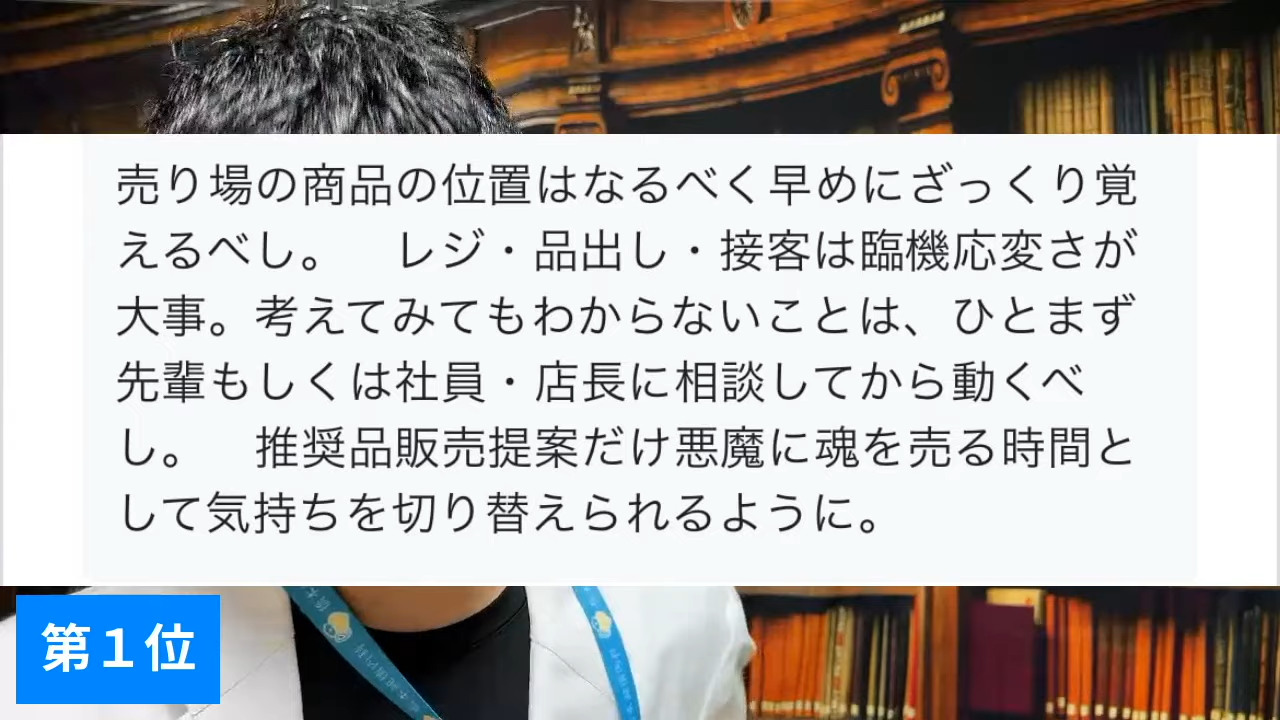 売り場の商品の位置はなるべく早めにざっくり覚
えるべし。　レジ・品出し・接客は臨機応変さが
大事。考えてみてもわからないことは、ひとまず
先輩もしくは社員・店長に相談してから動くべ
し。　推奨品販売提案だけ悪魔に魂を売る時間と
して気持ちを切り替えられるように。
第１位